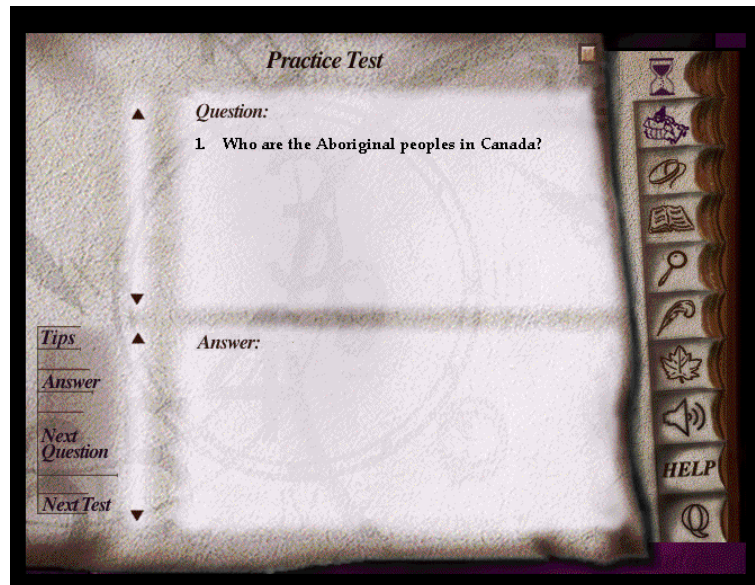 Practice Test
Question:
1. Who are the Aboriginal peoples in Canada?
Tips
Answer:
Answer
Next
Question
HELP
Next Test
Q